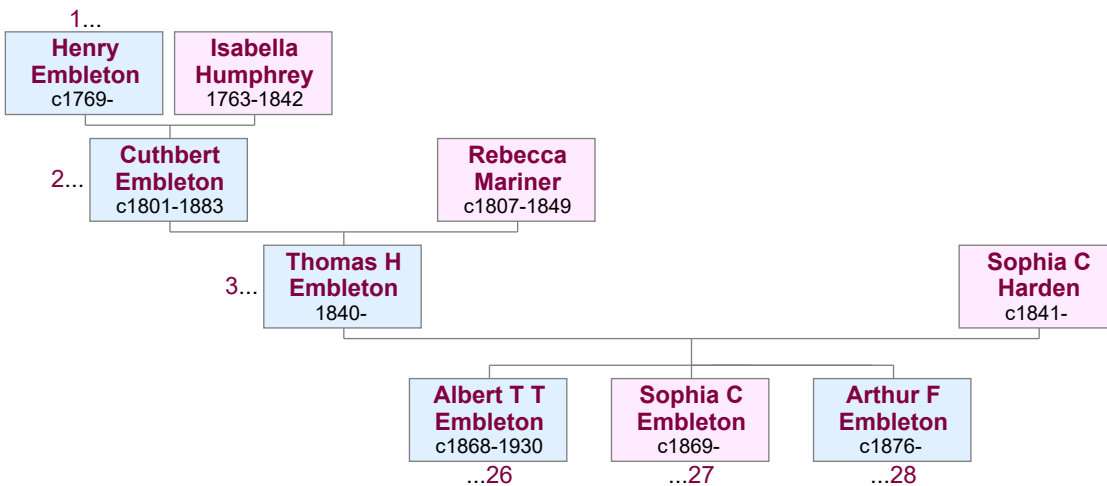 1...
Henry
Embleton
c1769-
Isabella
Humphrey
1763-1842
2...
Cuthbert
Embleton
c1801-1883
Rebecca
Mariner
c1807-1849
3...
Thomas H
Embleton
1840-
Sophia C
Harden
c1841-
Albert T T
Embleton
c1868-1930
...26
Sophia C
Embleton
c1869-
...27
Arthur F
Embleton
c1876-
...28